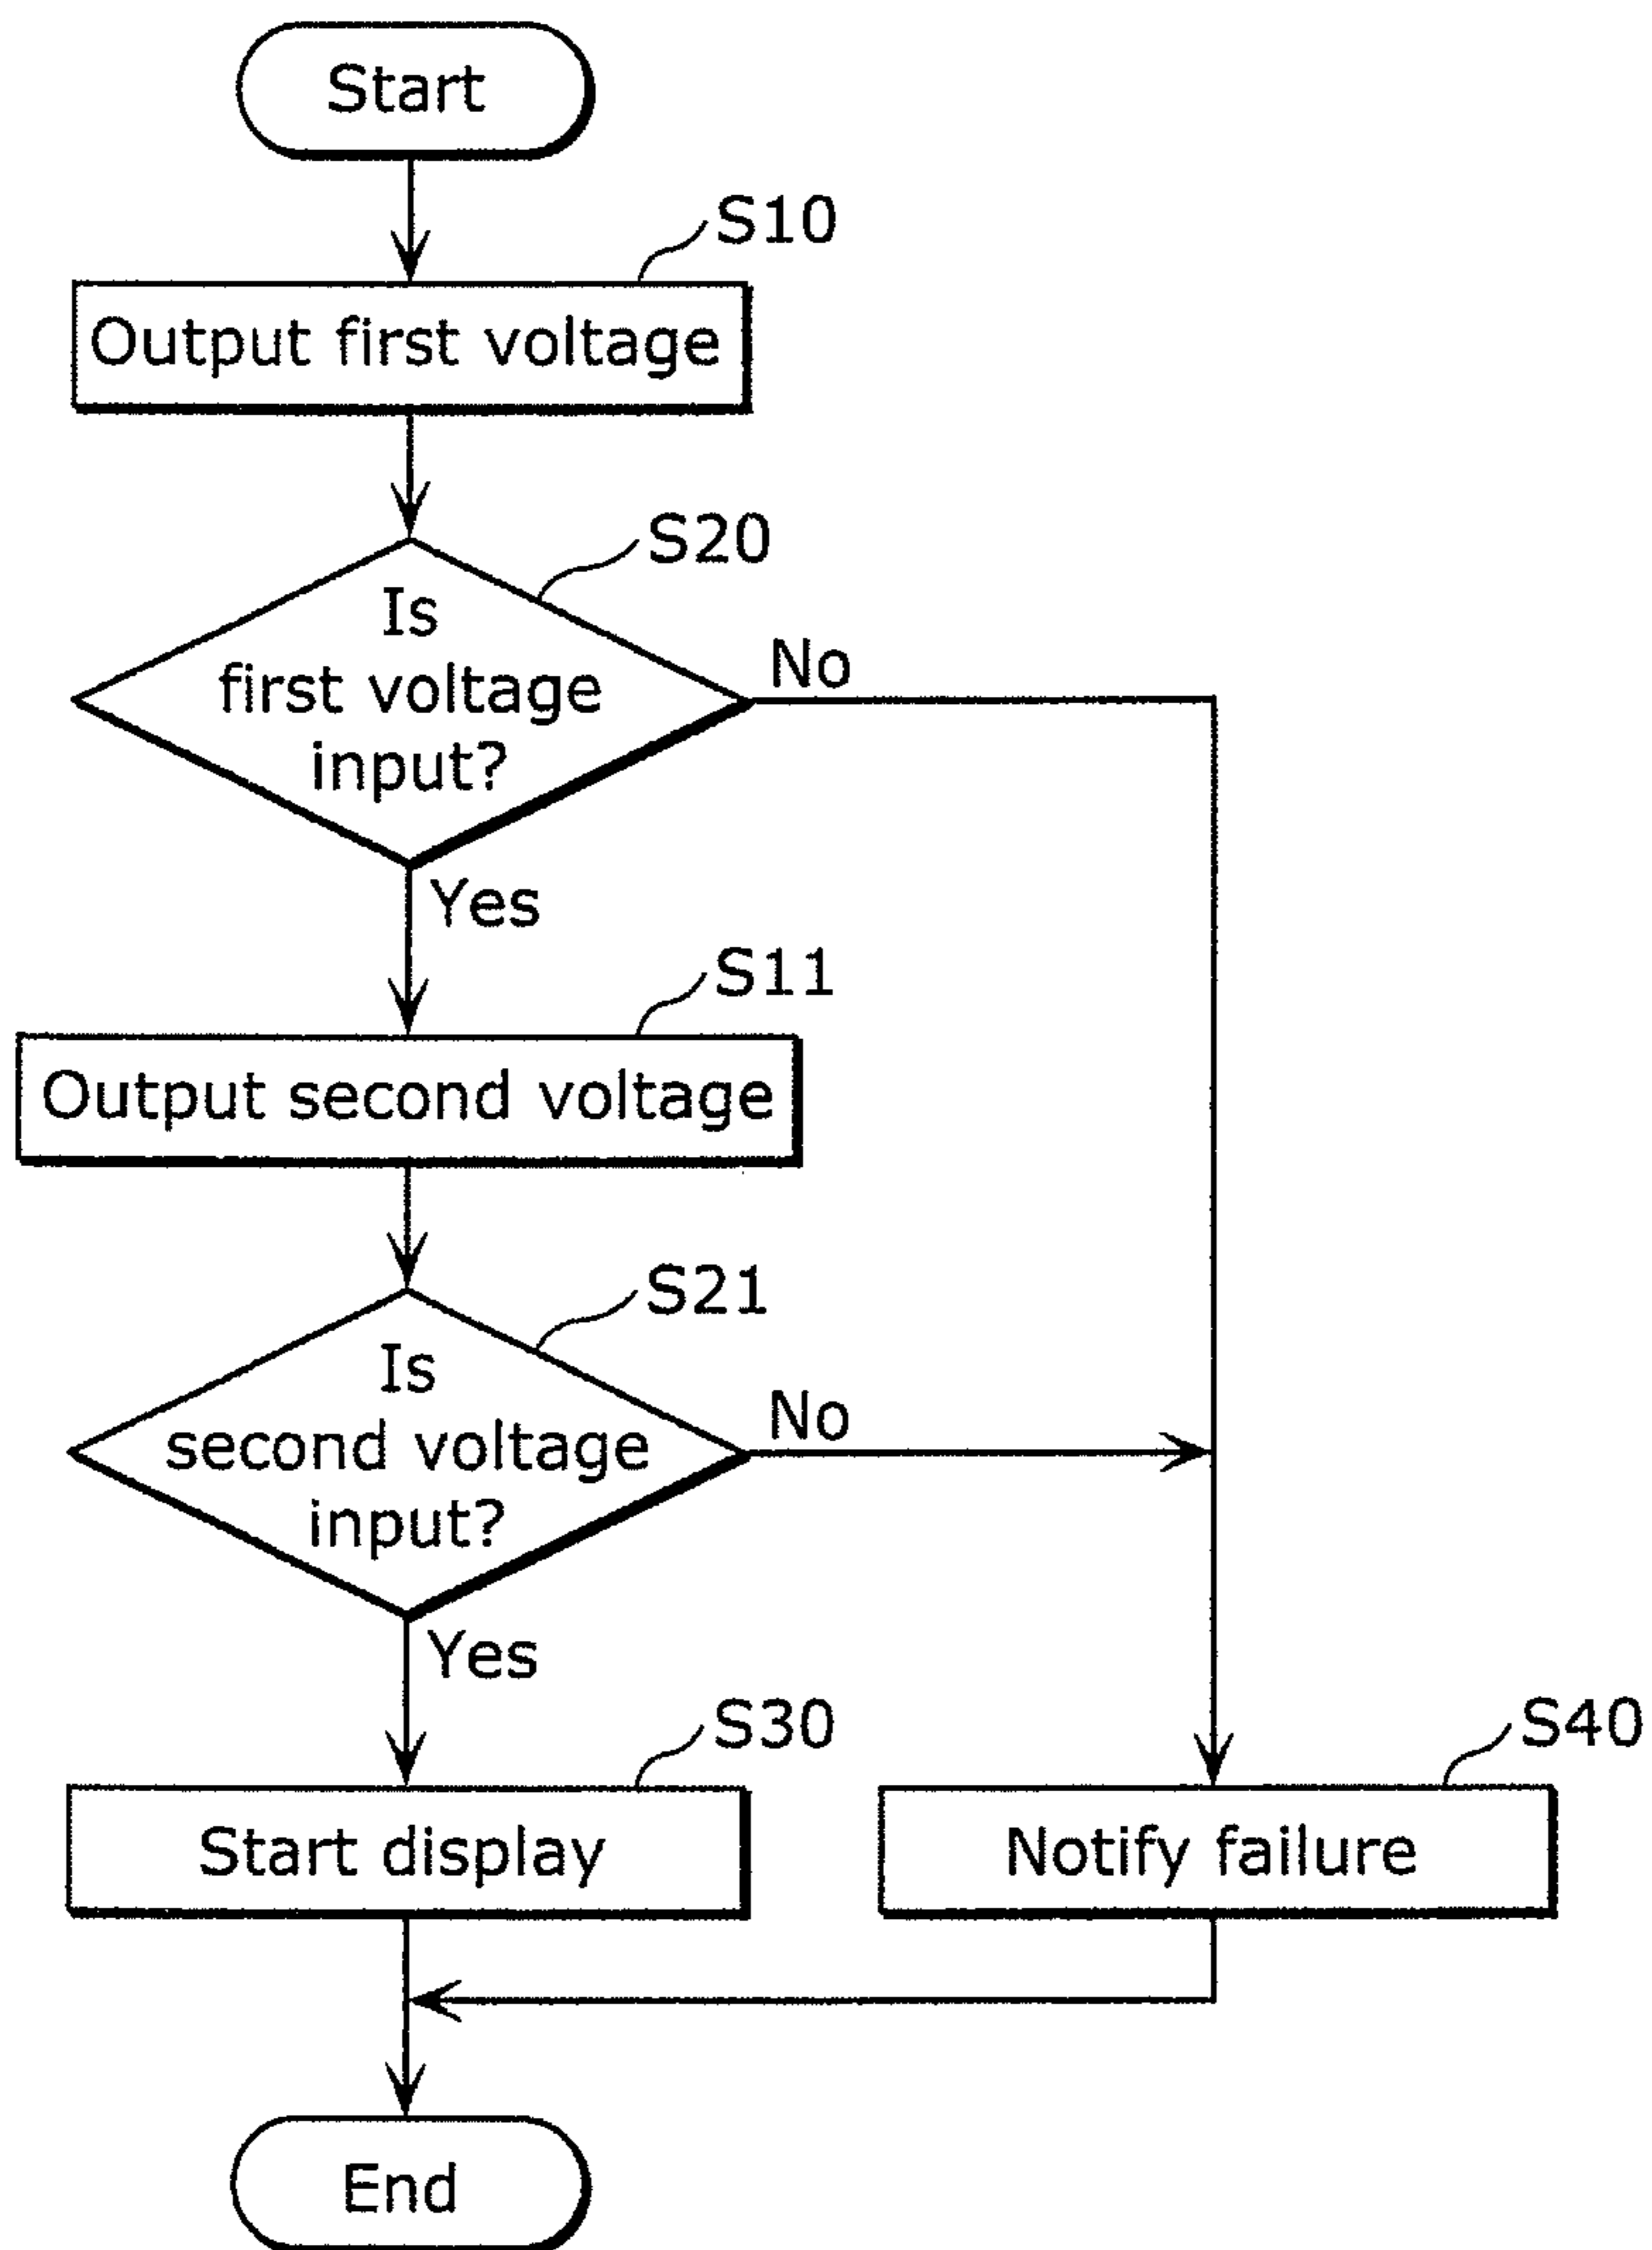 Start
S10
Output first voltage
S20
Is
first voltage
input?
No
Yes
S11
Output second voltage
S21
Is
second voltage
input?
No
Yes
S30
Start display
S40
Notify failure
End